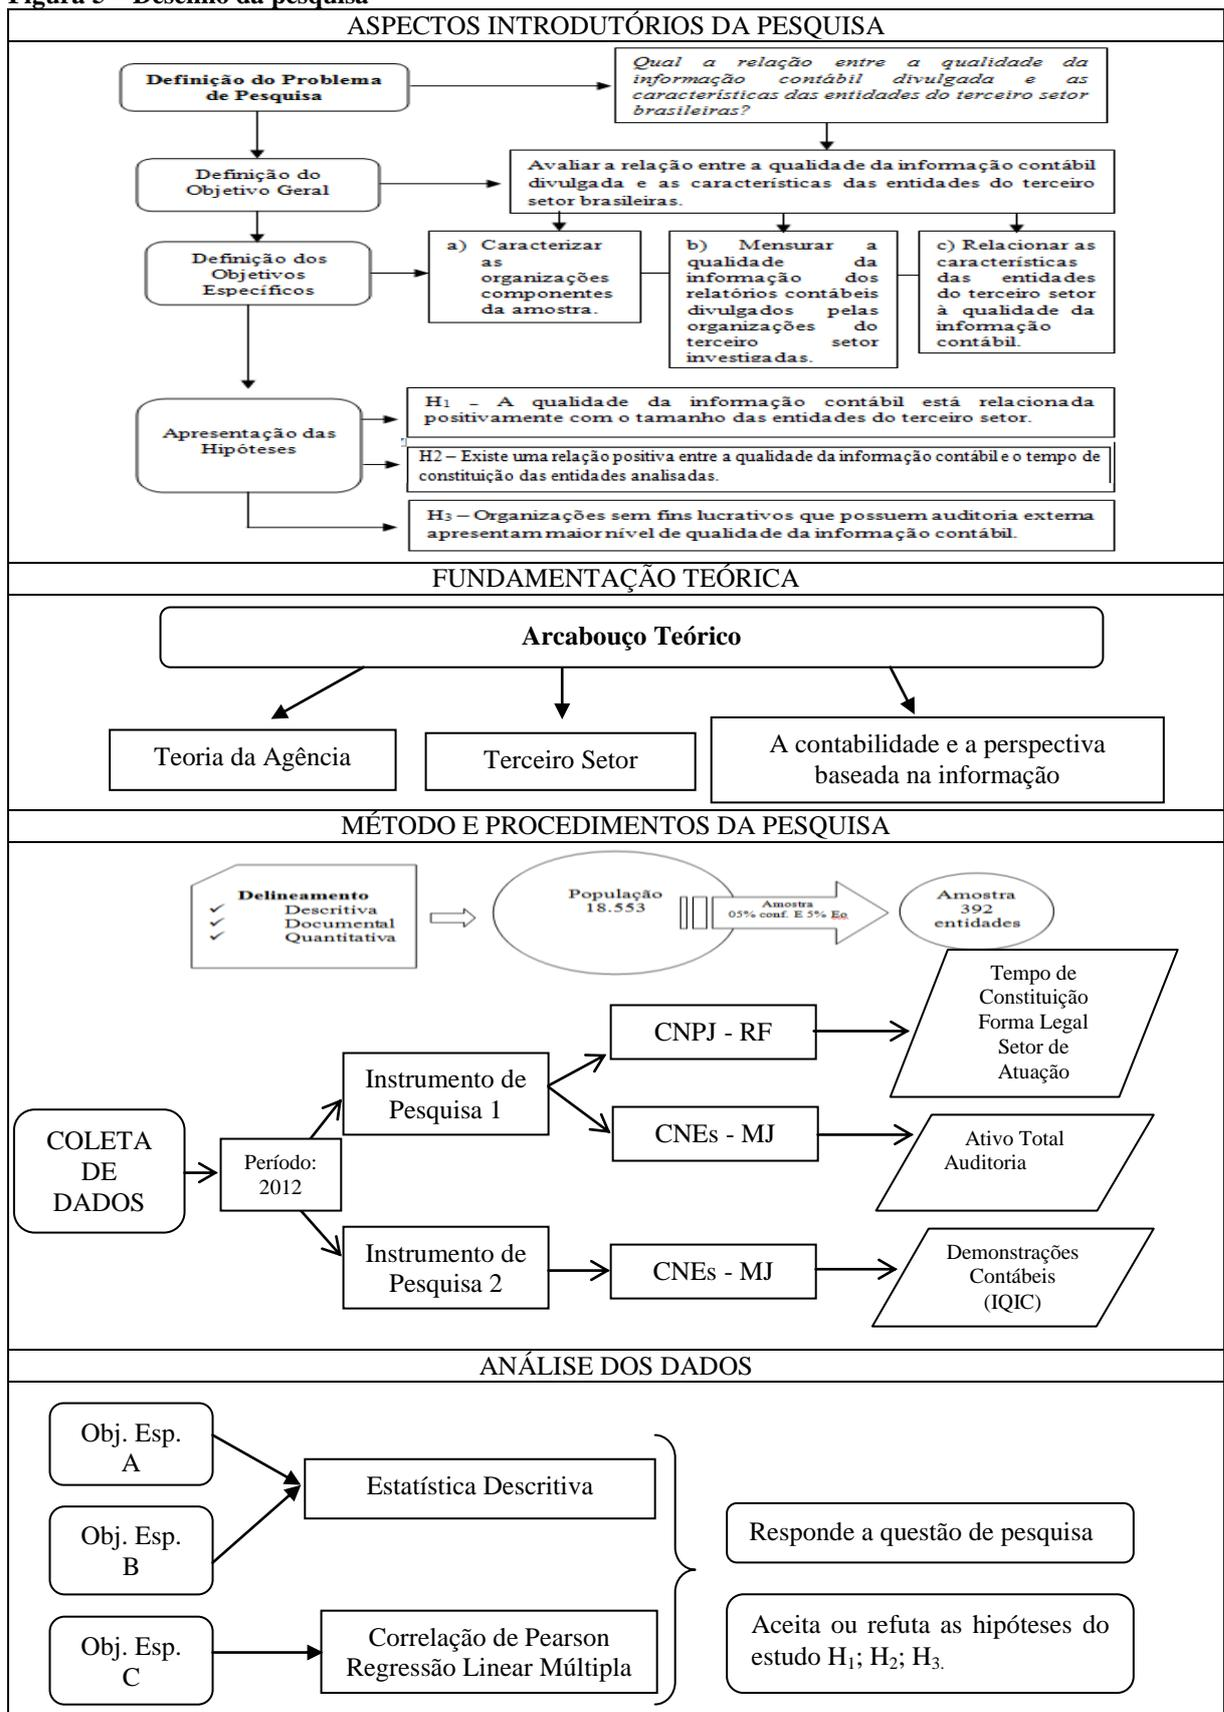 Figura 5 – Desenho da pesquisa
ASPECTOS INTRODUTÓRIOS DA PESQUISA
Definição do Problema
de Pesquisa
Qual a relação entre a qualidade da
informação contábil divulgada e as
características das entidades do terceiro setor
brasileiras?
Definição do
Objetivo Geral
Avaliar a relação entre a qualidade da informação contábil
divulgada e as características das entidades do terceiro
setor brasileiras.
Definição dos
Objetivos
Específicos
a) Caracterizar
as
organizações
componentes
da amostra.
b) Mensurar a
qualidade da
informação dos
relatórios contábeis
divulgados pelas
organizações do
terceiro setor
investigadas.
c) Relacionar as
características
das entidades
do terceiro setor
à qualidade da
informação
contábil.
Apresentação das
Hipóteses
H1 – A qualidade da informação contábil está relacionada
positivamente com o tamanho das entidades do terceiro setor.
H2 – Existe uma relação positiva entre a qualidade da informação contábil e o tempo de
constituição das entidades analisadas.
H3 – Organizações sem fins lucrativos que possuem auditoria externa
apresentam maior nível de qualidade da informação contábil.
FUNDAMENTAÇÃO TEÓRICA
Arcabouço Teórico
Teoria da Agência
Terceiro Setor
A contabilidade e a perspectiva
baseada na informação
MÉTODO E PROCEDIMENTOS DA PESQUISA
Delineamento
✓ Descritiva
✓ Documental
✓ Quantitativa
População
18.553
Amostra
05% conf. E 5% Eo
Amostra
392
entidades
COLETA
DE
DADOS
Período:
2012
Instrumento de
Pesquisa 1
CNPJ - RF
Tempo de
Constituição
Forma Legal
Setor de
Atuação
CNEs - MJ
Ativo Total
Auditoria
Instrumento de
Pesquisa 2
CNEs - MJ
Demonstrações
Contábeis
(IQIC)
ANÁLISE DOS DADOS
Obj. Esp.
A
Obj. Esp.
B
Estatística Descritiva
Obj. Esp.
C
Correlação de Pearson
Regressão Linear Múltipla
Responde a questão de pesquisa
Aceita ou refuta as hipóteses do
estudo H1; H2; H3.